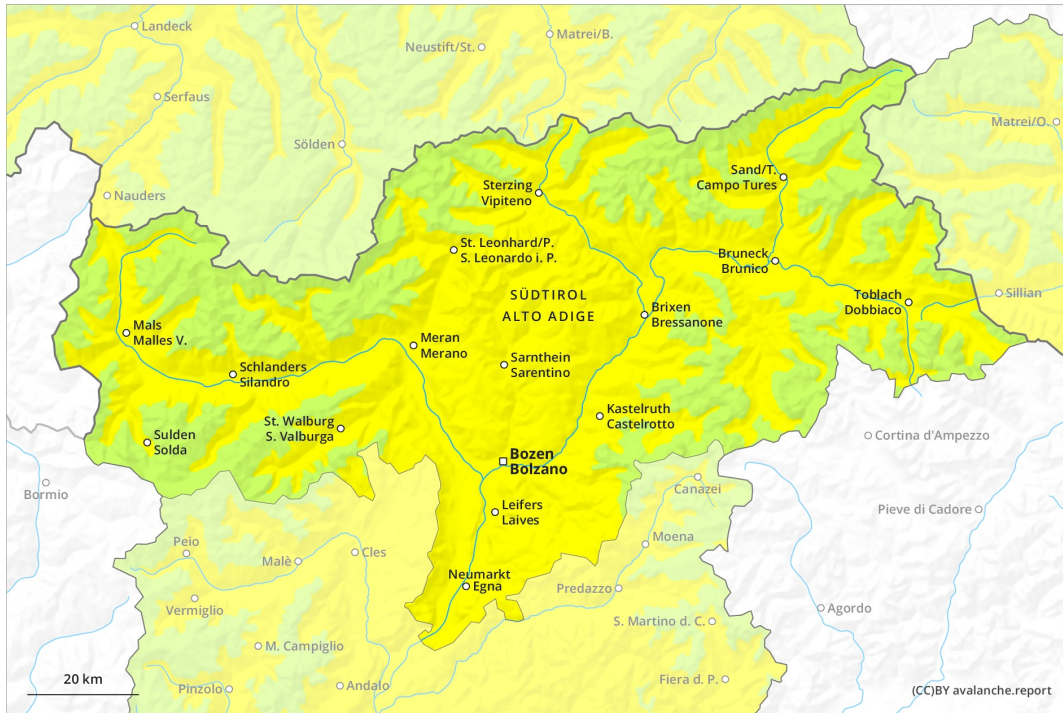 Landeck
Neustift/St.
Matrei/B.
Serfaus
Matrei/O.
Sölden
Nauders
Sand/T.
Campo Tures
Sterzing
Vipiteno
St. Leonhard/P.
S. Leonardo i. P.
Bruneck
Brunico
SÜDTIROL
ALTO ADIGE
Toblach
Dobbiaco
Sillian
Brixen
Bressanone
Mals
Malles V.
Meran
Merano
Sarnthein
Sarentino
Schlanders
Silandro
Kastelruth
Castelrotto
St. Walburg
S. Valburga
Sulden
Solda
Cortina d'Ampezzo
Bozen
Bolzano
Bormio
Canazei
Pieve di Cadore
Leifers
Laives
Moena
Peio
Malè
Cles
Neumarkt
Egna
Predazzo
Vermiglio
Agordo
S. Martino d. C.
M. Campiglio
20 km
Pinzolo
Andalo
Fiera d. P.
(CC)BY avalanche.report